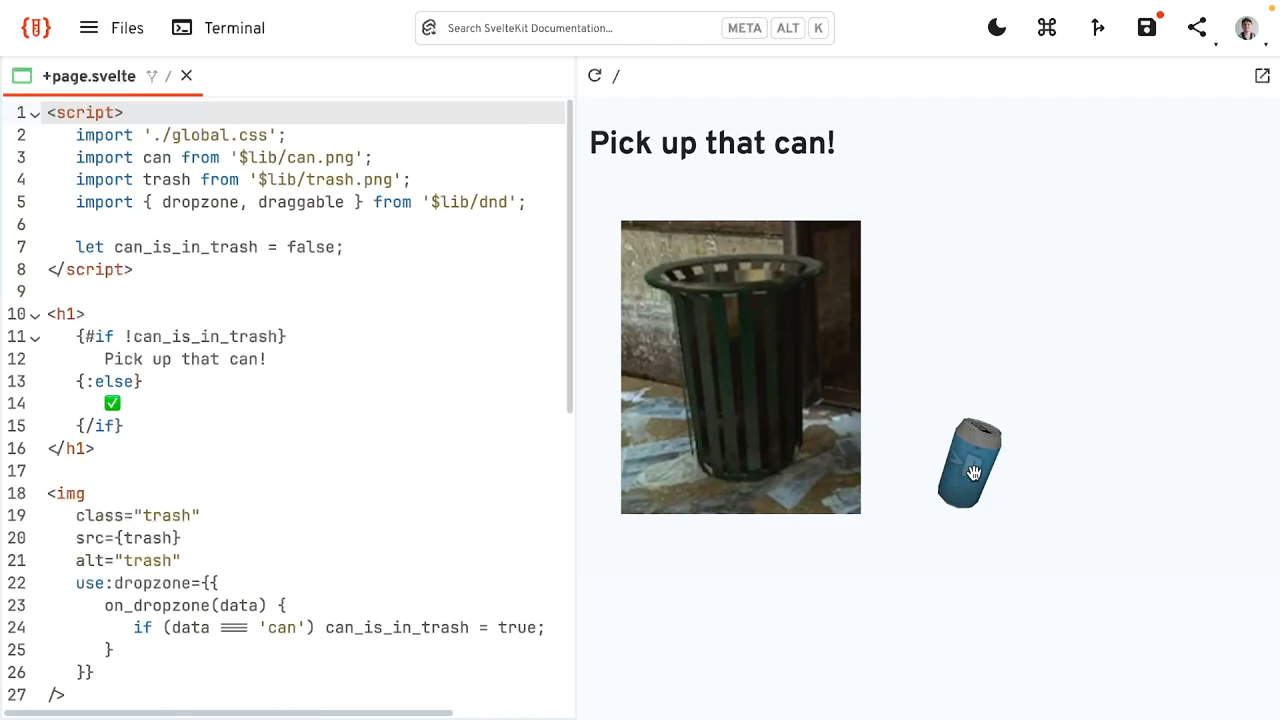 Files
Terminal
Search SvelteKit Documentation...
META
ALT
K
+page.svelte /
/
1 <script>
2 import './global.css';
3 import can from '$lib/can.png';
4 import trash from '$lib/trash.png';
5 import { dropzone, draggable } from '$lib/dnd';
6
7 let can_is_in_trash = false;
8 </script>
9
10 <h1>
11 {#if !can_is_in_trash}
12 Pick up that can!
13 {:else}
14 ✅
15 {/if}
16 </h1>
17
18 <img
19 class="trash"
20 src={trash}
21 alt="trash"
22 use:dropzone={{
23 on_dropzone(data) {
24 if (data === 'can') can_is_in_trash = true;
25 }
26 }}
27 />
Pick up that can!